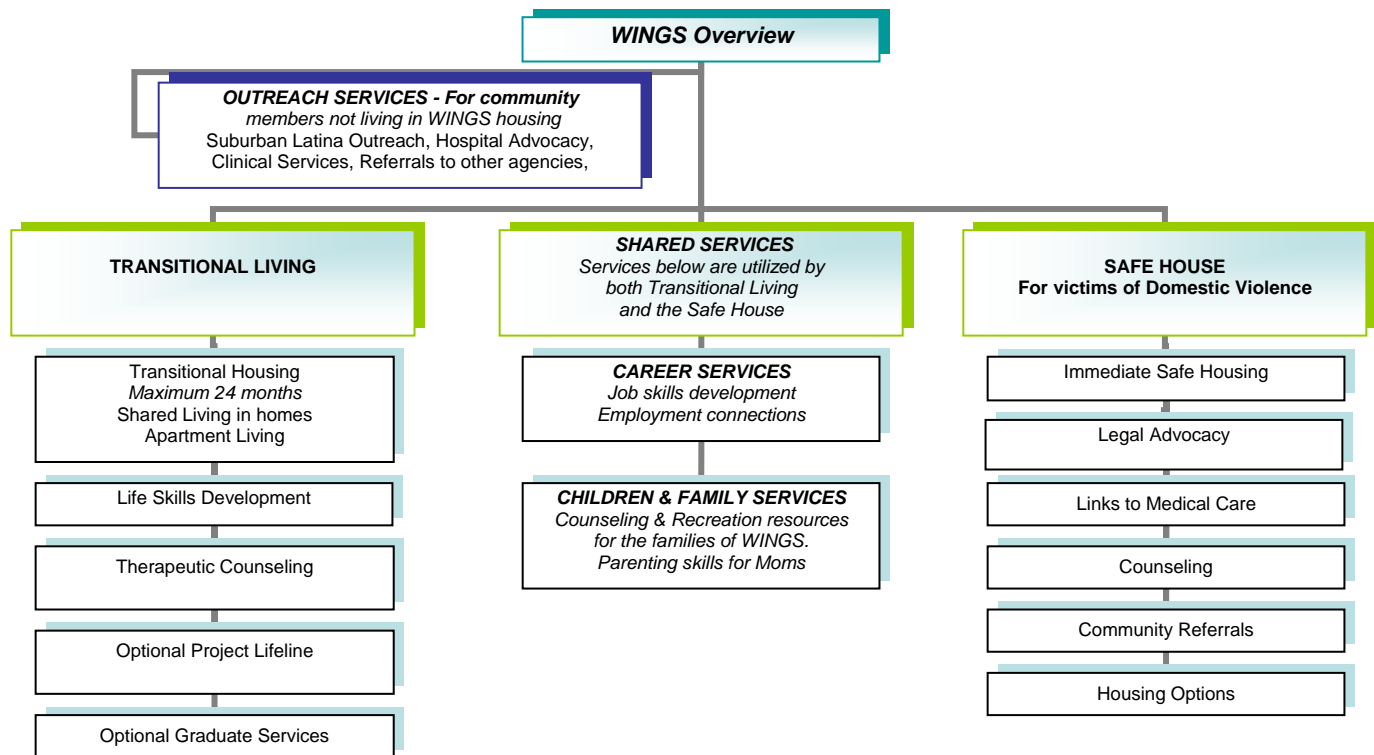 WINGS Overview
OUTREACH SERVICES - For community
members not living in WINGS housing
Suburban Latina Outreach, Hospital Advocacy,
Clinical Services, Referrals to other agencies,
TRANSITIONAL LIVING
Transitional Housing
Maximum 24 months
Shared Living in homes
Apartment Living
Life Skills Development
Therapeutic Counseling
Optional Project Lifeline
Optional Graduate Services
SHARED SERVICES
Services below are utilized by
both Transitional Living
and the Safe House
CAREER SERVICES
Job skills development
Employment connections
CHILDREN & FAMILY SERVICES
Counseling & Recreation resources
for the families of WINGS.
Parenting skills for Moms
SAFE HOUSE
For victims of Domestic Violence
Immediate Safe Housing
Legal Advocacy
Links to Medical Care
Counseling
Community Referrals
Housing Options